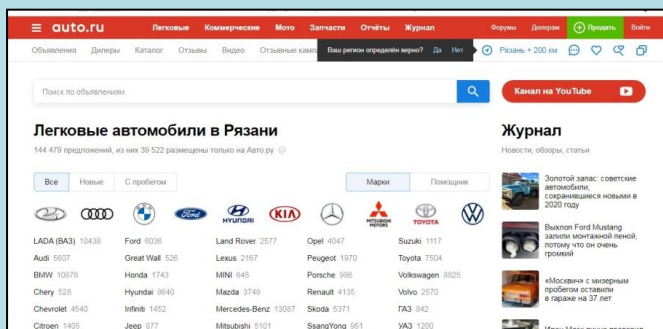 auto.ru Легковые Коммерческие Мото Запчасти Отчёты Журнал Форумы Дилерам Продать Войти
Объявления Дилеры Каталог Отзывы Видео Отзывные Ваш регион определён верно? Да Нет Рязань + 200 км
Поиск по объявлениям
Канал на YouTube
Легковые автомобили в Рязани
Журнал
144 479 предложений, из них 39 522 размещены только на Авто.ру
Новости, обзоры, статьи
Все Новые С пробегом Марки Помощник
Золотой запас: советские
автомобили,
сохранившиеся новыми в
2020 году
Ford HYUNDAI KIA MITSUBISHI MOTORS TOYOTA
LADA (ВАЗ) 10438 Ford 6036 Land Rover 2577 Opel 4047 Suzuki 1117
Audi 5607 Great Wall 526 Lexus 2167 Peugeot 1970 Toyota 7504
BMW 10878 Honda 1743 MINI 645 Porsche 986 Volkswagen 8825
Chery 528 Hyundai 8640 Mazda 3748 Renault 4135 Volvo 2570
Chevrolet 4540 Infiniti 1452 Mercedes-Benz 13087 Skoda 5371 ГАЗ 842
Citroen 1405 Jeep 877 Mitsubishi 5101 SsangYong 951 УАЗ 1200
Выхлоп Ford Mustang
залили монтажной пеной,
потому что он очень
громкий
«Москвич» с мизерным
пробегом оставили
в гараже на 37 лет